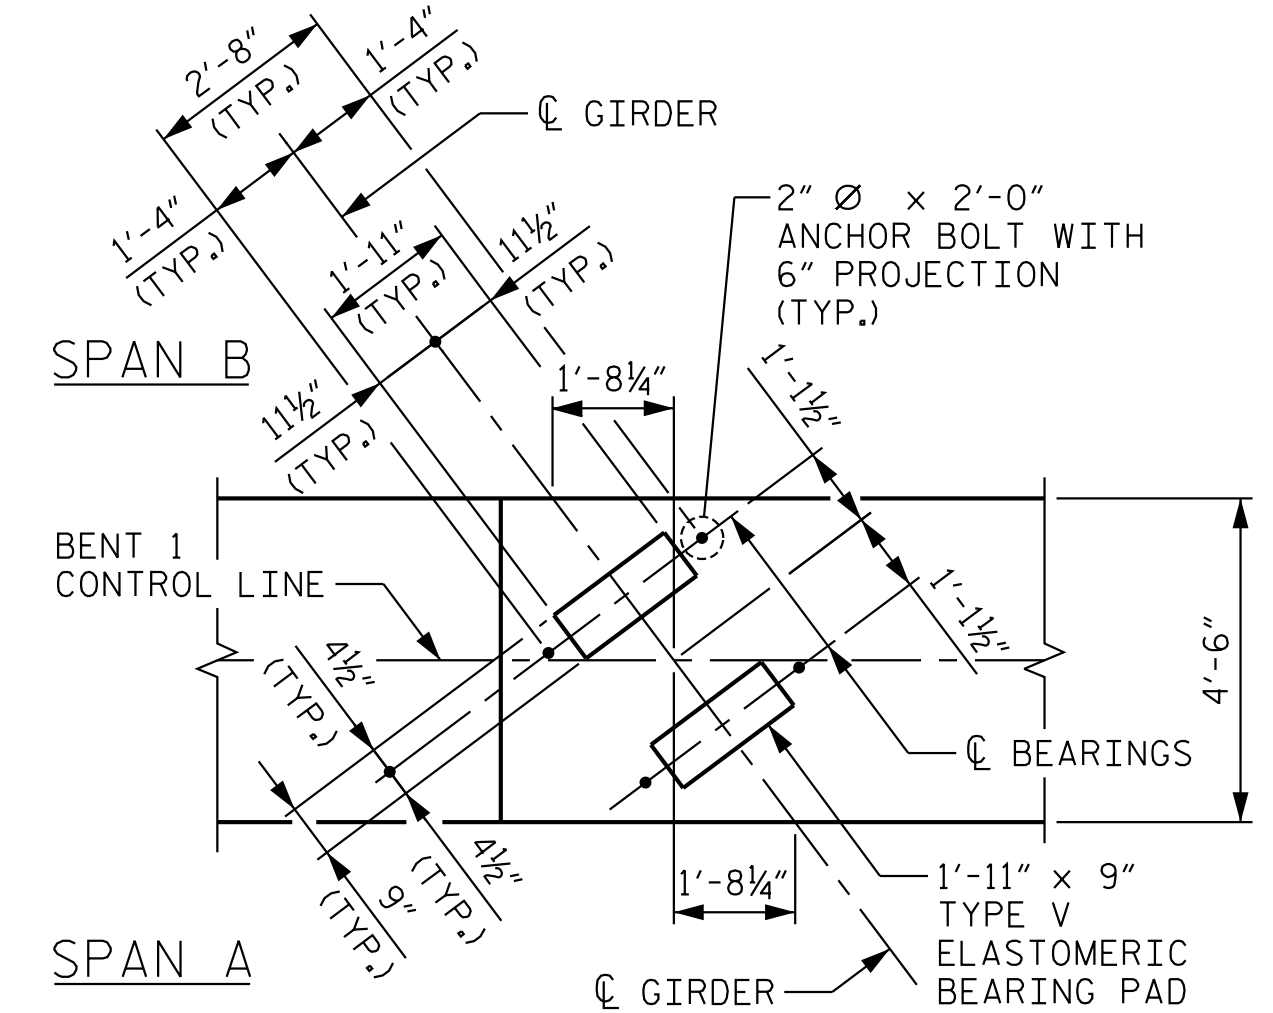 2'-8"
(TYP.)
1'-4"
(TYP.)
℄ GIRDER
1'-4"
(TYP.)
1'-11"
(TYP.)
11½"
(TYP.)
2" Ø x 2'-0"
ANCHOR BOLT WITH
6" PROJECTION
(TYP.)
SPAN B
11½"
(TYP.)
1'-8¼"
1'-1½"
BENT 1
CONTROL LINE
1'-1½"
4'-6"
4½"
(TYP.)
℄ BEARINGS
4½"
(TYP.)
9"
(TYP.)
1'-8¼"
1'-11" x 9"
TYPE V
ELASTOMERIC
BEARING PAD
SPAN A
℄ GIRDER